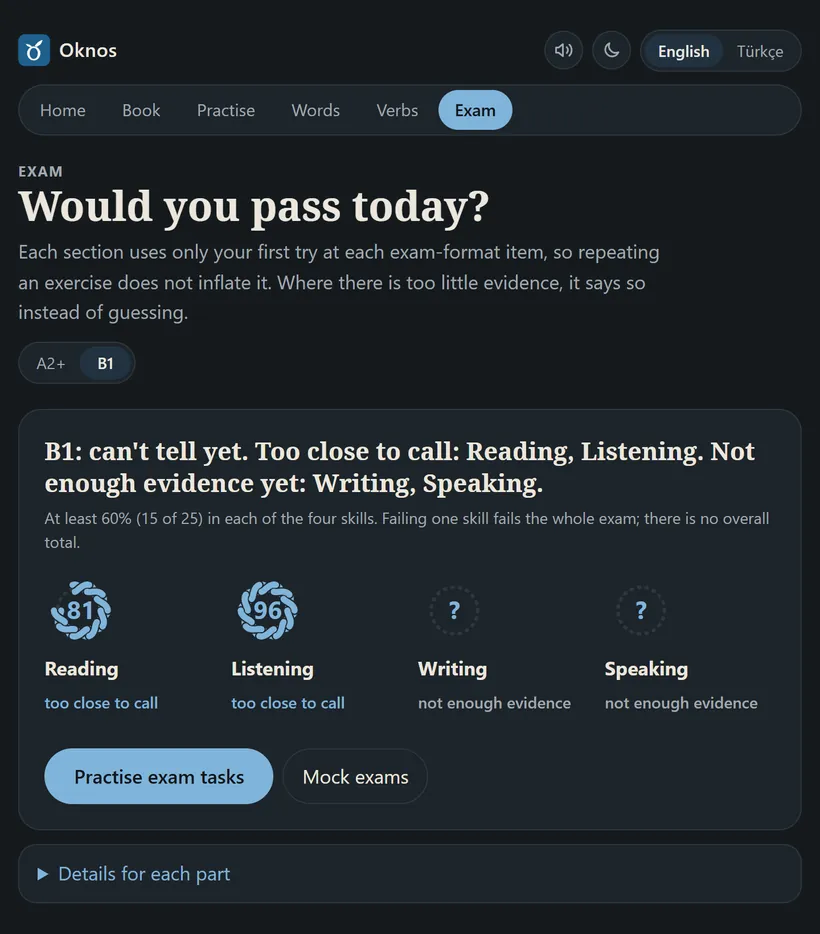 Oknos
English Türkçe
Home Book Practise Words Verbs Exam
EXAM
Would you pass today?
Each section uses only your first try at each exam-format item, so repeating
an exercise does not inflate it. Where there is too little evidence, it says so
instead of guessing.
A2+ B1
B1: can't tell yet. Too close to call: Reading, Listening. Not
enough evidence yet: Writing, Speaking.
At least 60% (15 of 25) in each of the four skills. Failing one skill fails the whole exam; there is no overall
total.
81 96 ? ?
Reading Listening Writing Speaking
too close to call too close to call not enough evidence not enough evidence
Practise exam tasks Mock exams
Details for each part